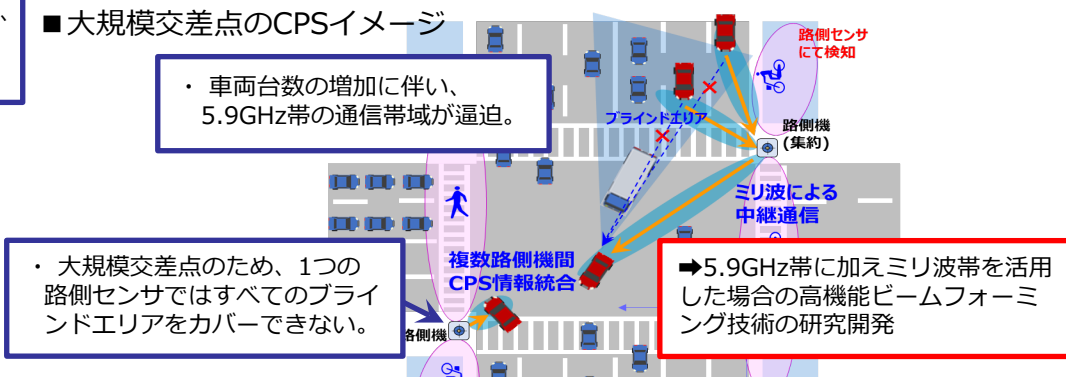 、
■大規模交差点のCPSイメージ
・ 車両台数の増加に伴い、
5.9GHz帯の通信帯域が逼迫。
路側センサ
にて検知
ブラインドエリア
路側機
(集約)
ミリ波による
中継通信
・ 大規模交差点のため、1つの
路側センサではすべてのブライ
ンドエリアをカバーできない。
複数路側機間
CPS情報統合
➡5.9GHz帯に加えミリ波帯を活用
した場合の高機能ビームフォーミ
ング技術の研究開発
路側機